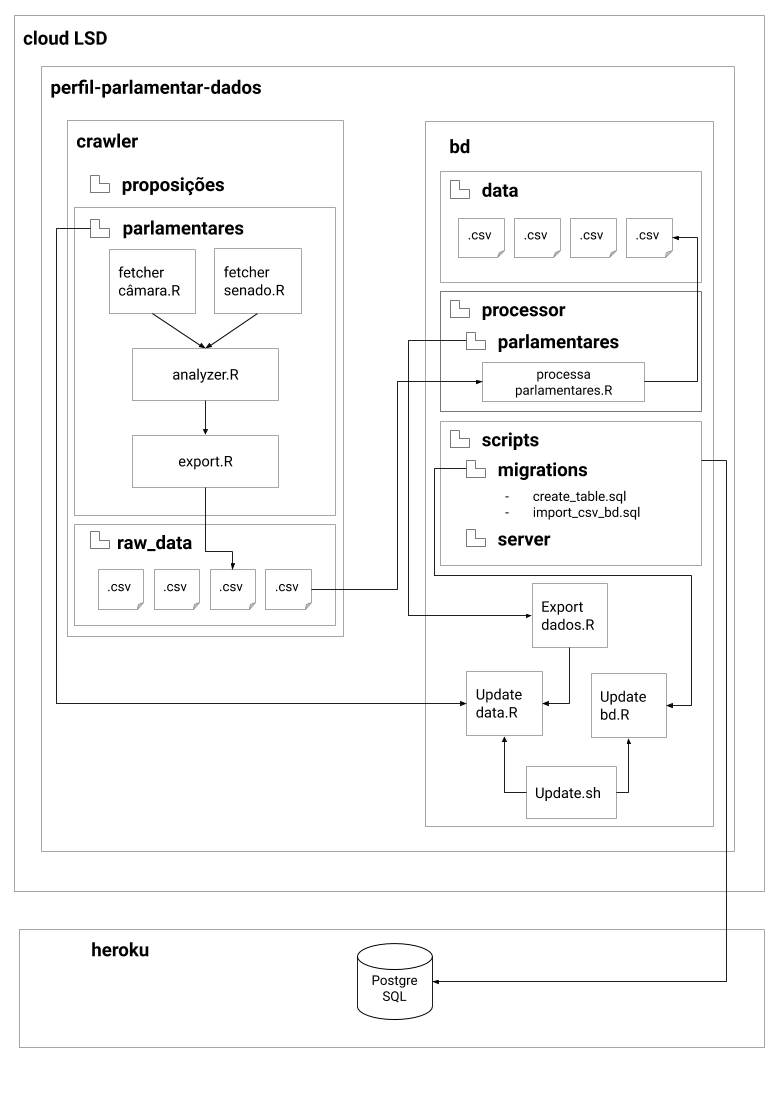 cloud LSD
perfil-parlamentar-dados
crawler
proposições
parlamentares
fetcher
câmara.R
fetcher
senado.R
analyzer.R
export.R
raw_data
.csv
.csv
.csv
.csv
bd
data
.csv
.csv
.csv
.csv
processor
parlamentares
processa
parlamentares.R
scripts
migrations
- create_table.sql
- import_csv_bd.sql
server
Export
dados.R
Update
data.R
Update
bd.R
Update.sh
heroku
Postgre
SQL